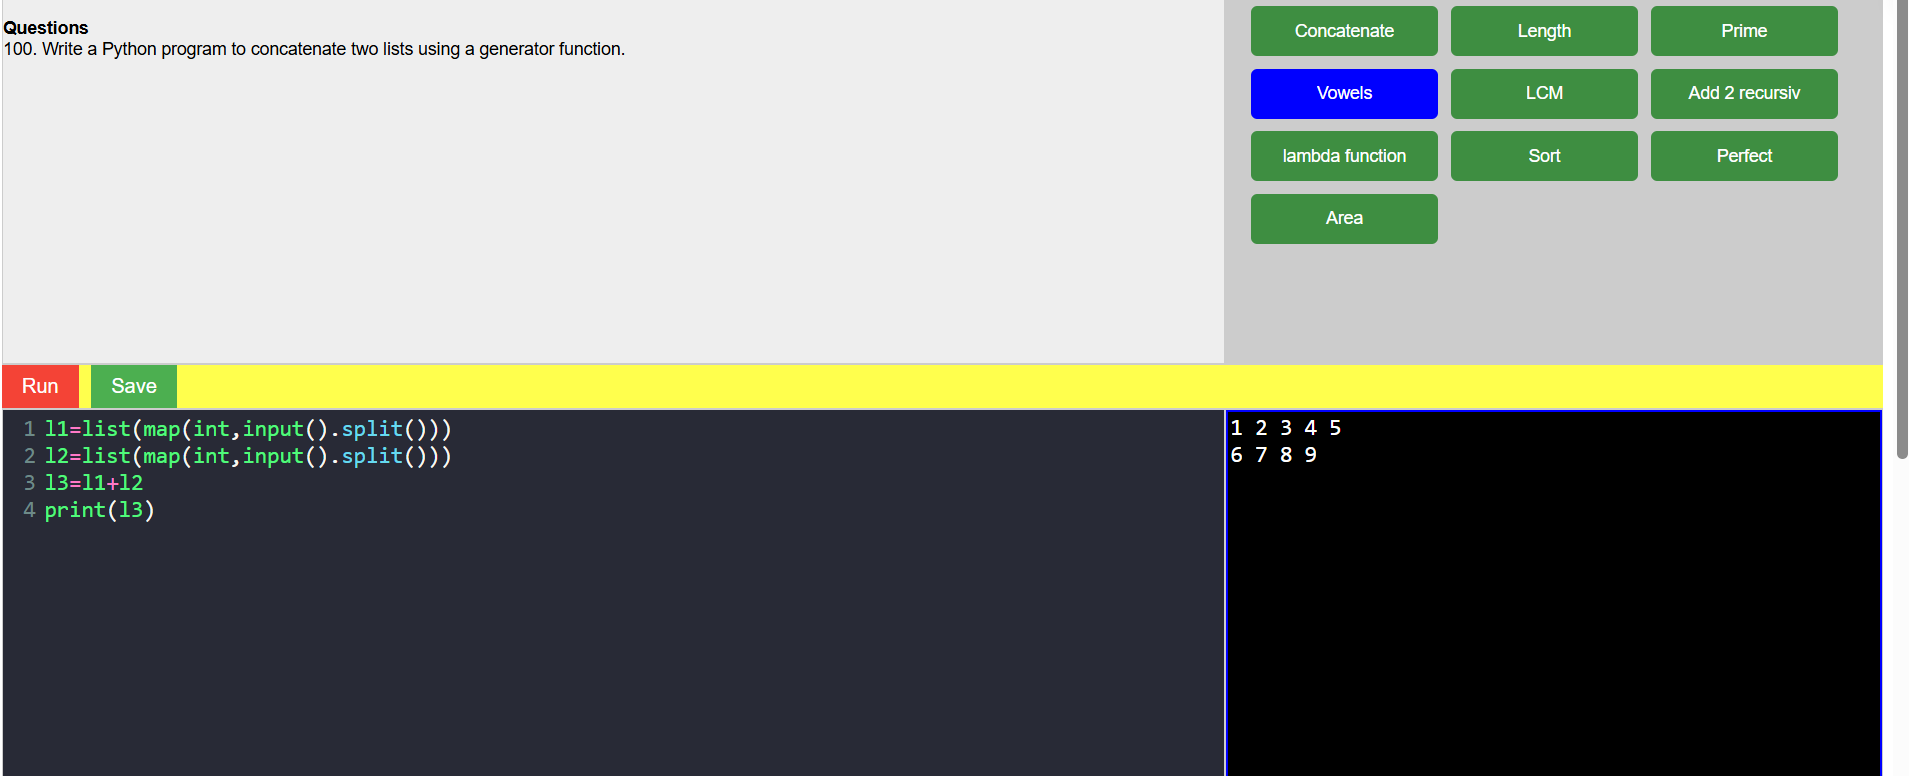 Questions
100. Write a Python program to concatenate two lists using a generator function.
Concatenate
Length
Prime
Vowels
LCM
Add 2 recursiv
lambda function
Sort
Perfect
Area
Run
Save
1 l1=list(map(int,input().split()))
2 l2=list(map(int,input().split()))
3 l3=l1+l2
4 print(l3)
1 2 3 4 5
6 7 8 9